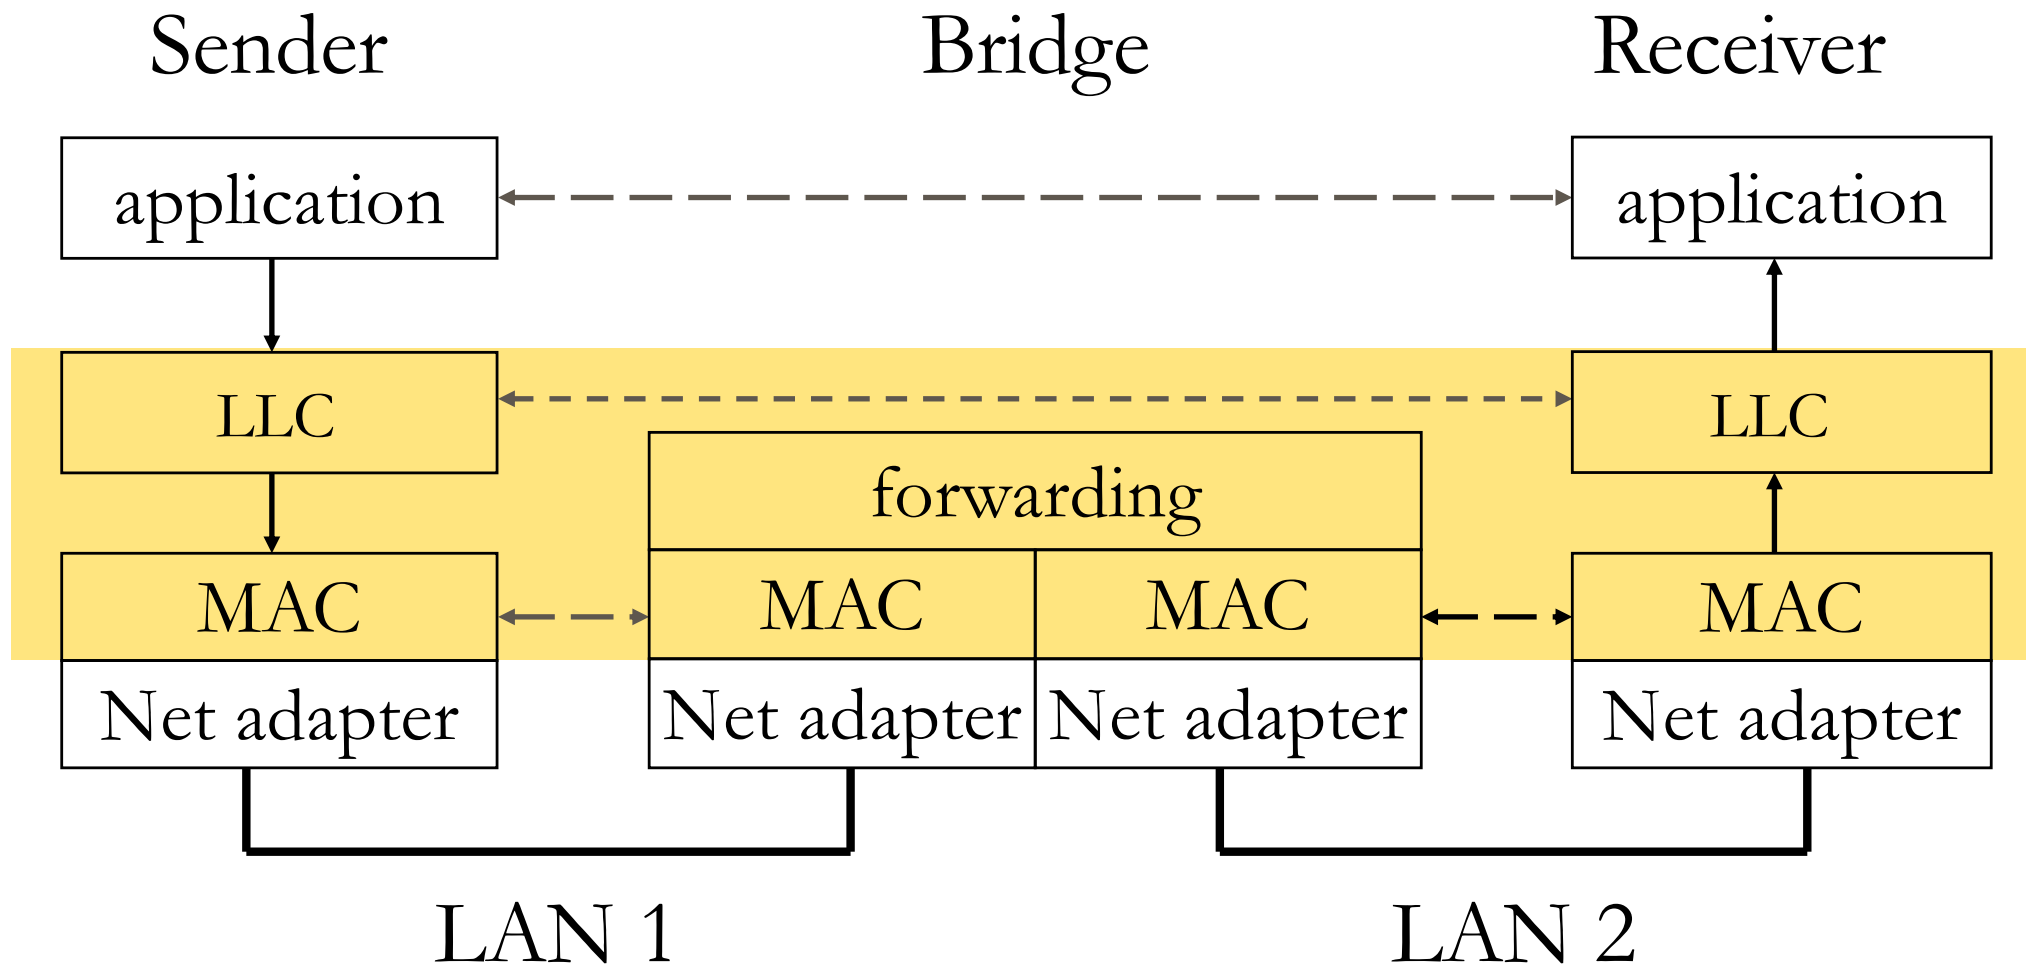 Sender
Bridge
Receiver
application
application
LLC
LLC
forwarding
MAC
MAC
MAC
MAC
Net adapter
Net adapter
Net adapter
Net adapter
LAN 1
LAN 2